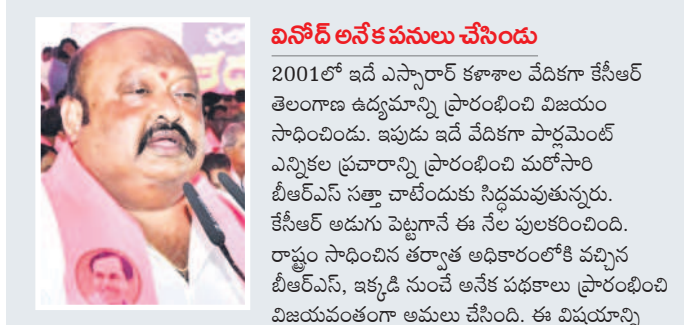 వినోద్ అనేక పనులు చేసిండు
2001లో ఇదే ఎస్సారార్ కళాశాల వేదికగా కేసీఆర్
తెలంగాణ ఉద్యమాన్ని ప్రారంభించి విజయం
సాధించిండు. ఇపుడు ఇదే వేదికగా పార్లమెంట్
ఎన్నికల ప్రచారాన్ని ప్రారంభించి మరోసారి
బీఆర్ఎస్ సత్తా చాటేందుకు సిద్ధమవుతున్నరు.
కేసీఆర్ అడుగు పెట్టగానే ఈ నేల పులకరించింది.
రాష్ట్రం సాధించిన తర్వాత అధికారంలోకి వచ్చిన
బీఆర్ఎస్, ఇక్కడి నుంచే అనేక పథకాలు ప్రారంభించి
విజయవంతంగా అమలు చేసింది. ఈ విషయాన్ని